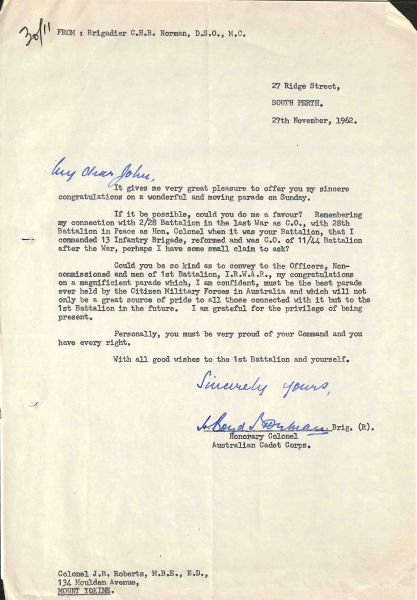 30/11
FROM : Brigadier C.H.B. Norman, D.S.O., M.C.
27 Ridge Street,
SOUTH PERTH.
27th November, 1962.
My dear John,
It gives me very great pleasure to offer you my sincere
congratulations on a wonderful and moving parade on Sunday.
If it be possible, could you do me a favour? Remembering
my connection with 2/28 Battalion in the last War as C.O., with 28th
Battalion in Peace as Hon. Colonel when it was your Battalion, that I
commanded 13 Infantry Brigade, reformed and was C.O. of 11/44 Battalion
after the War, perhaps I have some small claim to ask?
Could you be so kind as to convey to the Officers, Non-
commissioned and men of 1st Battalion, I.R.W.A.R., my congratulations
on a magnificient parade which, I am confident, must be the best parade
ever held by the Citizen Military Forces in Australia and which will not
only be a great source of pride to all those connected with it but to the
1st Battalion in the future. I am grateful for the privilege of being
present.
Personally, you must be very proud of your Command and you
have every right.
With all good wishes to the 1st Battalion and yourself.
Sincerely yours,
Boyd Norman. Brig. (R).
Honorary Colonel
Australian Cadet Corps.
Colonel J.B. Roberts, M.B.E., E.D.,
134 Moulden Avenue,
MOUNT YOKINE.